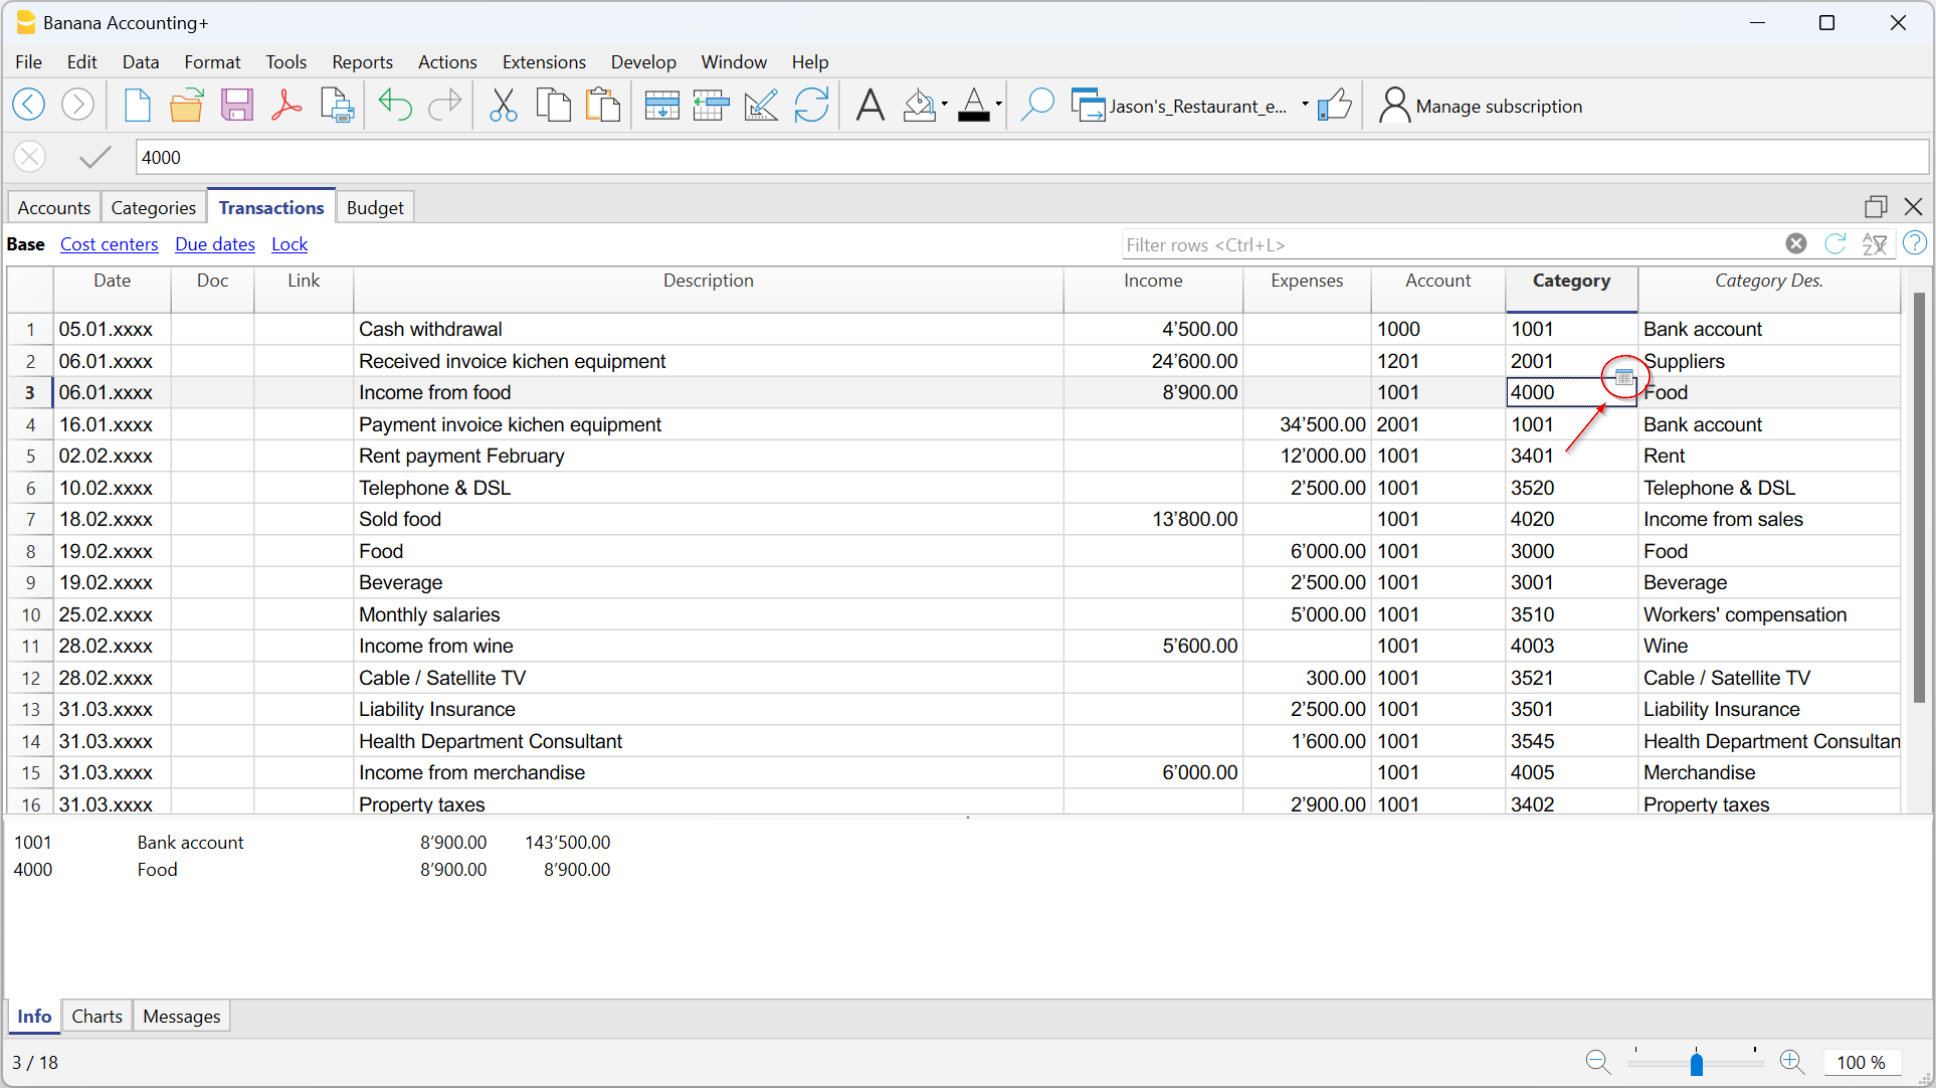 Banana Accounting+
File Edit Data Format Tools Reports Actions Extensions Develop Window Help
Jason's_Restaurant_e... Manage subscription
4000
Accounts Categories Transactions Budget
Base Cost centers Due dates Lock Filter rows <Ctrl+L>
Date Doc Link Description Income Expenses Account Category Category Des.
1 05.01.xxxx Cash withdrawal 4'500.00 1000 1001 Bank account
2 06.01.xxxx Received invoice kichen equipment 24'600.00 1201 2001 Suppliers
3 06.01.xxxx Income from food 8'900.00 1001 4000 Food
4 16.01.xxxx Payment invoice kichen equipment 34'500.00 2001 1001 Bank account
5 02.02.xxxx Rent payment February 12'000.00 1001 3401 Rent
6 10.02.xxxx Telephone & DSL 2'500.00 1001 3520 Telephone & DSL
7 18.02.xxxx Sold food 13'800.00 1001 4020 Income from sales
8 19.02.xxxx Food 6'000.00 1001 3000 Food
9 19.02.xxxx Beverage 2'500.00 1001 3001 Beverage
10 25.02.xxxx Monthly salaries 5'000.00 1001 3510 Workers' compensation
11 28.02.xxxx Income from wine 5'600.00 1001 4003 Wine
12 28.02.xxxx Cable / Satellite TV 300.00 1001 3521 Cable / Satellite TV
13 31.03.xxxx Liability Insurance 2'500.00 1001 3501 Liability Insurance
14 31.03.xxxx Health Department Consultant 1'600.00 1001 3545 Health Department Consultan
15 31.03.xxxx Income from merchandise 6'000.00 1001 4005 Merchandise
16 31.03.xxxx Property taxes 2'900.00 1001 3402 Property taxes
1001 Bank account 8'900.00 143'500.00
4000 Food 8'900.00 8'900.00
Info Charts Messages
3 / 18 100 %